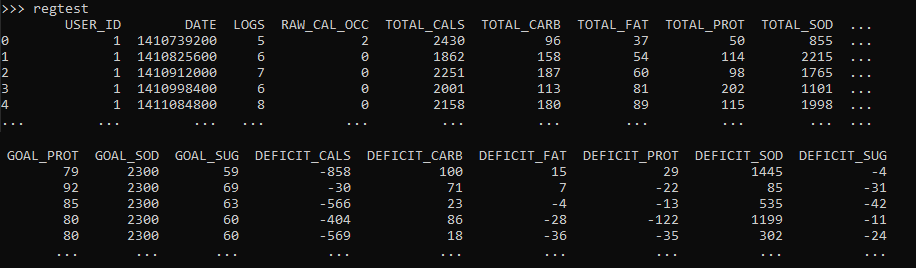 >>> regtest
USER_ID DATE LOGS RAW_CAL_OCC TOTAL_CALS TOTAL_CARB TOTAL_FAT TOTAL_PROT TOTAL_SOD ...
0 1 1410739200 5 2 2430 96 37 50 855 ...
1 1 1410825600 6 0 1862 158 54 114 2215 ...
2 1 1410912000 7 0 2251 187 60 98 1765 ...
3 1 1410998400 6 0 2001 113 81 202 1101 ...
4 1 1411084800 8 0 2158 180 89 115 1998 ...
... ... ... ... ... ... ... ... ... ... ...
GOAL_PROT GOAL_SOD GOAL_SUG DEFICIT_CALS DEFICIT_CARB DEFICIT_FAT DEFICIT_PROT DEFICIT_SOD DEFICIT_SUG
79 2300 59 -858 100 15 29 1445 -4
92 2300 69 -30 71 7 -22 85 -31
85 2300 63 -566 23 -4 -13 535 -42
80 2300 60 -404 86 -28 -122 1199 -11
80 2300 60 -569 18 -36 -35 302 -24
... ... ... ... ... ... ... ... ...